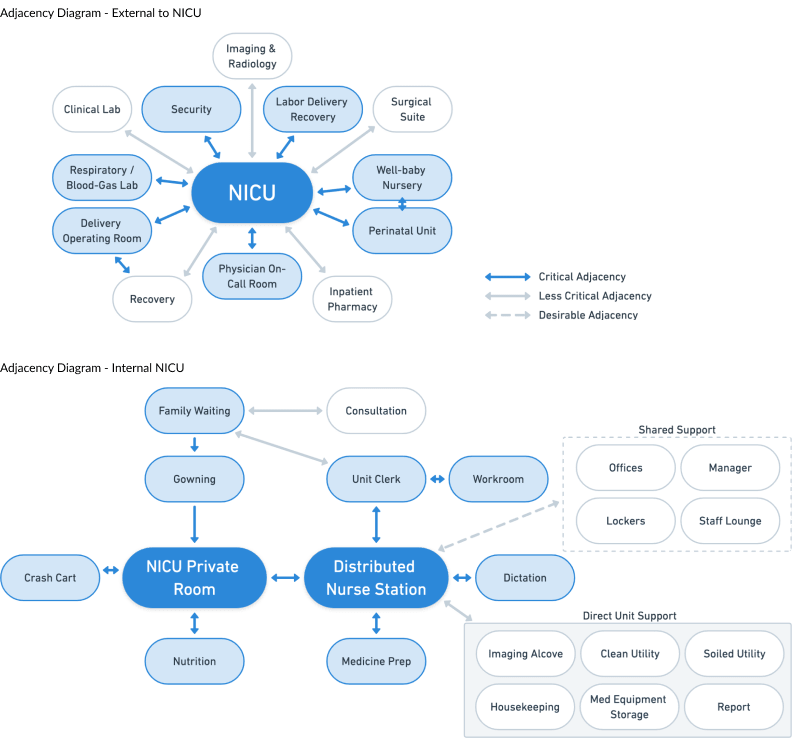 Adjacency Diagram - External to NICU
Imaging &
Radiology
Clinical Lab
Security
Labor Delivery
Recovery
Surgical
Suite
Respiratory /
Blood-Gas Lab
NICU
Well-baby
Nursery
Delivery
Operating Room
Perinatal Unit
Recovery
Physician On-
Call Room
Inpatient
Pharmacy
Critical Adjacency
Less Critical Adjacency
Desirable Adjacency
Adjacency Diagram - Internal NICU
Family Waiting
Consultation
Shared Support
Gowning
Unit Clerk
Workroom
Offices
Manager
Lockers
Staff Lounge
Crash Cart
NICU Private
Room
Distributed
Nurse Station
Dictation
Nutrition
Medicine Prep
Direct Unit Support
Imaging Alcove
Clean Utility
Soiled Utility
Housekeeping
Med Equipment
Storage
Report